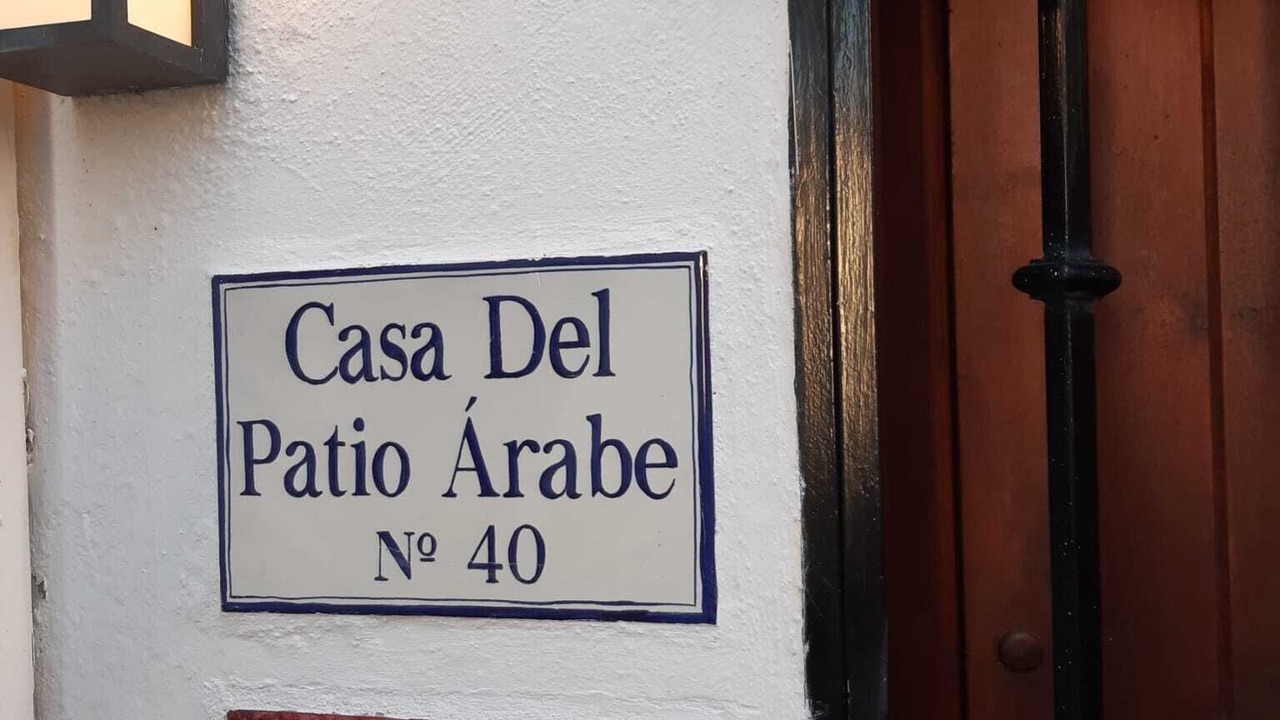 Casa Del
Patio Árabe
Nº 40